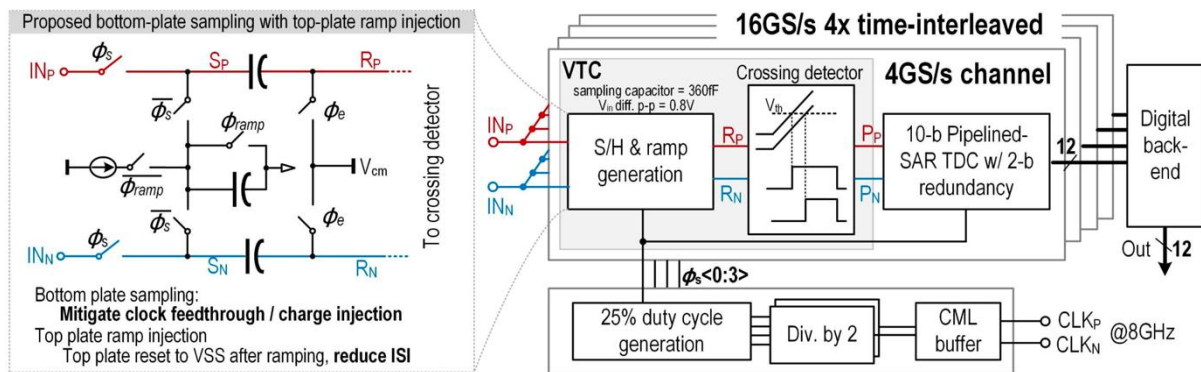 Proposed bottom-plate sampling with top-plate ramp injection
IN_P
ϕ_s
S_P
R_P
ϕ̅_s
ϕ_ramp
ϕ_e
ϕ̅_ramp
V_cm
ϕ̅_s
ϕ_e
IN_N
ϕ_s
S_N
R_N
To crossing detector
Bottom plate sampling:
Mitigate clock feedthrough / charge injection
Top plate ramp injection
Top plate reset to VSS after ramping, reduce ISI
16GS/s 4x time-interleaved
4GS/s channel
VTC
sampling capacitor = 360fF
V_in diff. p-p = 0.8V
IN_P
IN_N
S/H & ramp
generation
R_P
R_N
Crossing detector
V_th
P_P
P_N
10-b Pipelined-
SAR TDC w/ 2-b
redundancy
12
Digital
back-
end
Out
12
ϕ_s<0:3>
25% duty cycle
generation
Div. by 2
CML
buffer
CLK_P
CLK_N
@8GHz